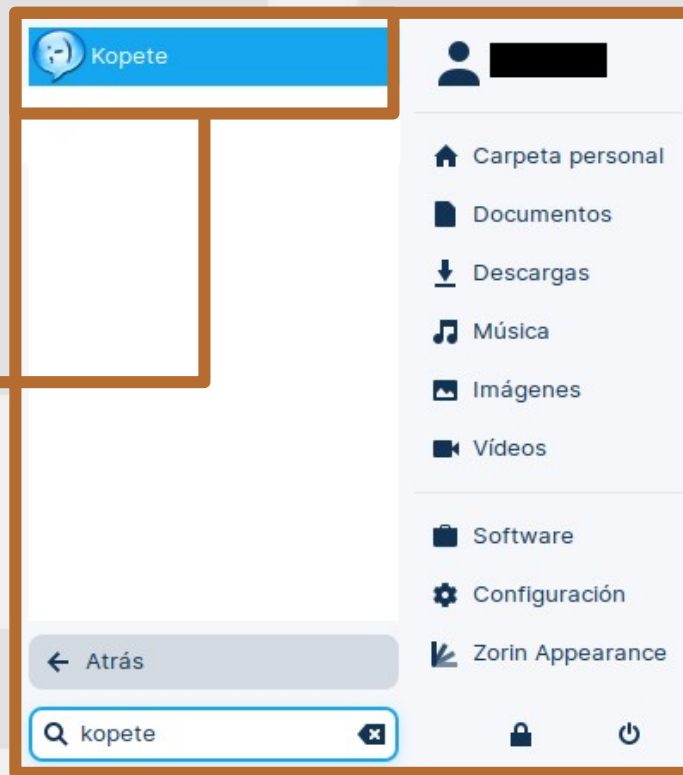 Kopete
Carpeta personal
Documentos
Descargas
Música
Imágenes
Vídeos
Software
Configuración
Zorin Appearance
Atrás
kopete